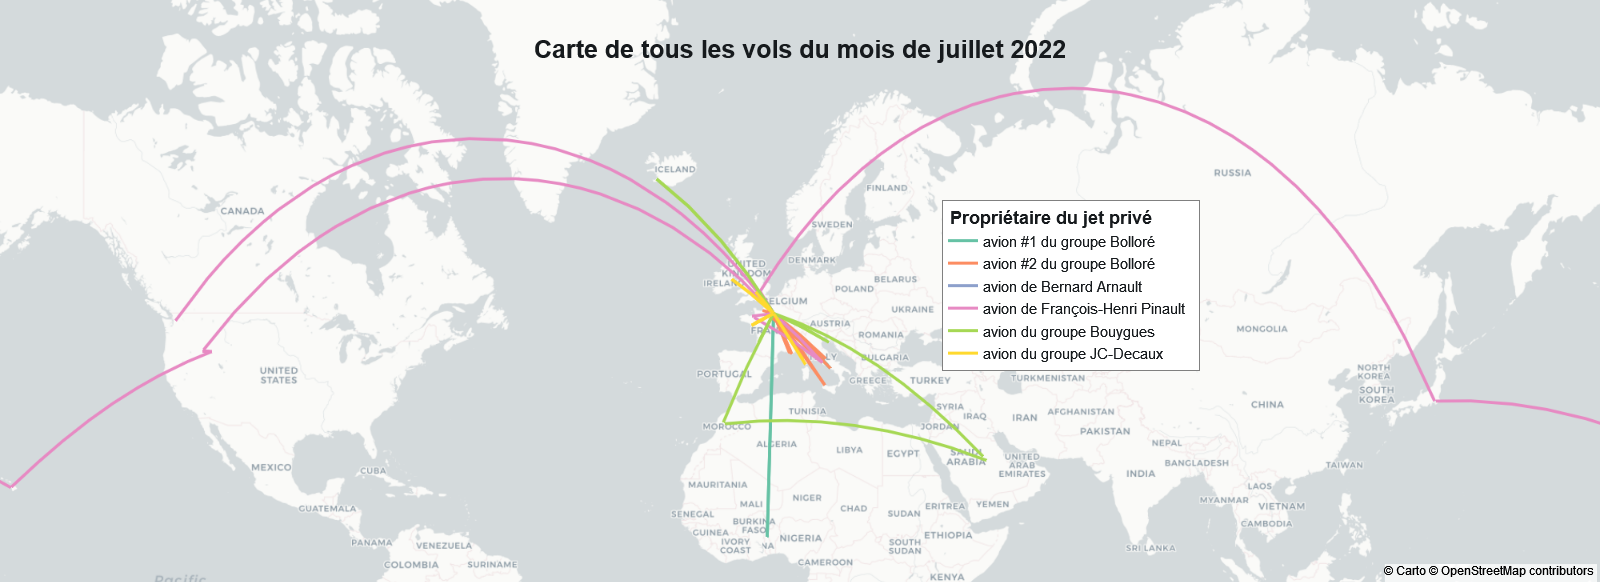 Carte de tous les vols du mois de juillet 2022
ICELAND
RUSSIA
FINLAND
CANADA
SWEDEN
Propriétaire du jet privé
avion #1 du groupe Bolloré
avion #2 du groupe Bolloré
avion de Bernard Arnault
avion de François-Henri Pinault
avion du groupe Bouygues
avion du groupe JC-Decaux
UNITED
KINGDOM
DENMARK
IRELAND
BELARUS
POLAND
BELGIUM
UKRAINE
AUSTRIA
FRA
MONGOLIA
ROMANIA
LY
BULGARIA
UNITED
STATES
PORTUGAL
GREECE
TURKEY
TURKMENISTAN
NORTH
KOREA
SOUTH
KOREA
CHINA
TUNISIA
SYRIA
IRAQ
IRAN
AFGHANISTAN
MOROCCO
JORDAN
PAKISTAN
ALGERIA
LIBYA
EGYPT
NEPAL
SAUDI
ARABIA
UNITED
ARAB
EMIRATES
BANGLADESH
TAIWAN
MEXICO
CUBA
INDIA
MAURITANIA
LAOS
NIGER
MYANMAR
VIETNAM
GUATEMALA
MALI
CHAD
ERITREA
YEMEN
SENEGAL
SUDAN
BURKINA
FASO
CAMBODIA
GUINEA
IVORY
COAST
NA
NIGERIA
ETHIOPIA
PANAMA
VENEZUELA
SOUTH
SUDAN
SRI LANKA
COLOMBIA
SURINAME
CAMEROON
KENYA
Pacific
© Carto © OpenStreetMap contributors